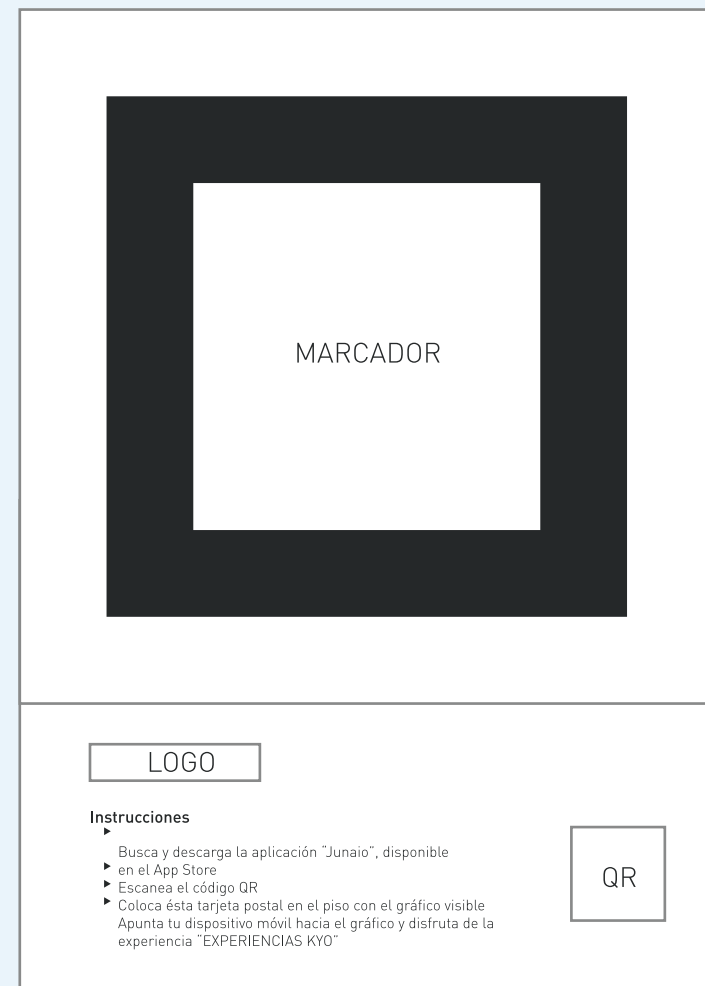 MARCADOR
LOGO
Instrucciones
Busca y descarga la aplicación “Junaio”, disponible
en el App Store
Escanea el código QR
Coloca ésta tarjeta postal en el piso con el gráfico visible
Apunta tu dispositivo móvil hacia el gráfico y disfruta de la
experiencia “EXPERIENCIAS KYO”
QR